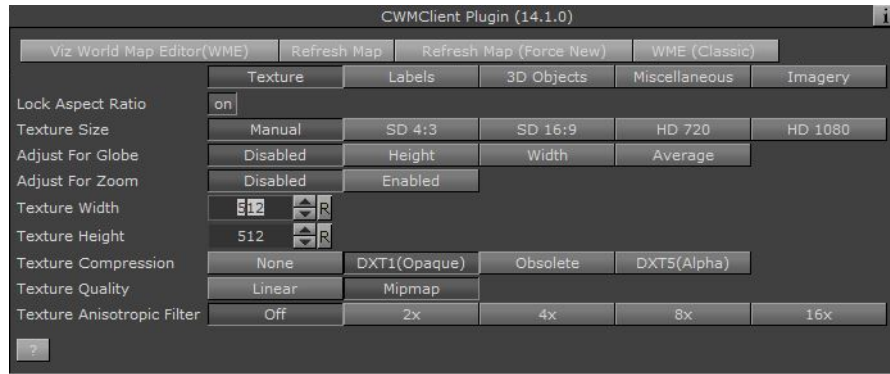 CWMClient Plugin (14.1.0) i
Viz World Map Editor(WME) Refresh Map Refresh Map (Force New) WME (Classic)
Texture Labels 3D Objects Miscellaneous Imagery
Lock Aspect Ratio on
Texture Size Manual SD 4:3 SD 16:9 HD 720 HD 1080
Adjust For Globe Disabled Height Width Average
Adjust For Zoom Disabled Enabled
Texture Width 512 R
Texture Height 512 R
Texture Compression None DXT1(Opaque) Obsolete DXT5(Alpha)
Texture Quality Linear Mipmap
Texture Anisotropic Filter Off 2x 4x 8x 16x
?